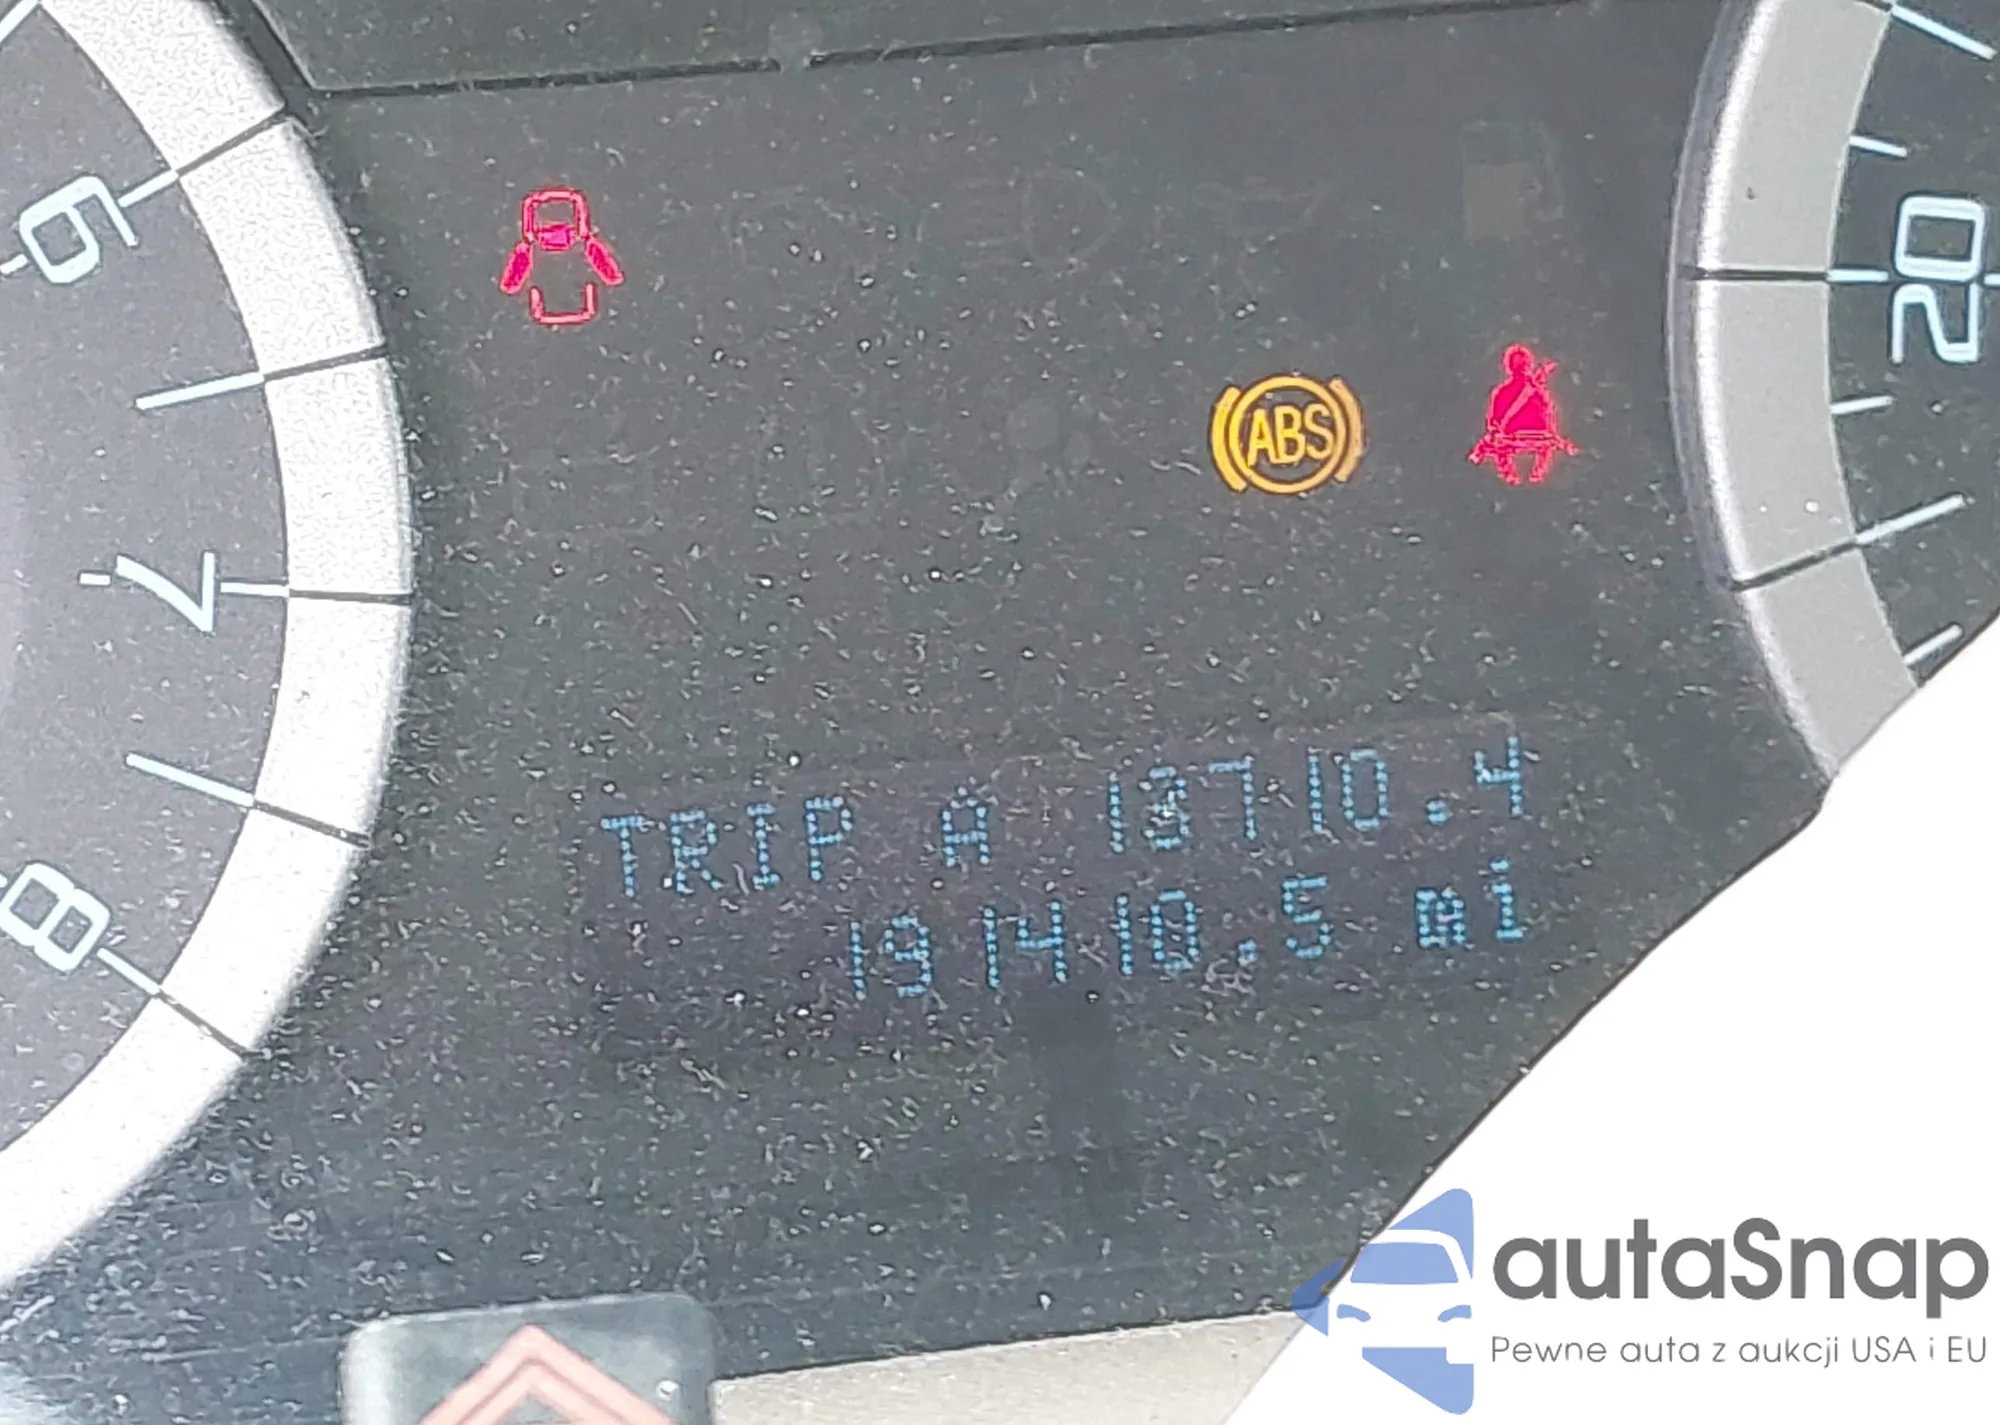 6
7
8
20
ABS
TRIP A 13710.4
191410.5 mi
autaSnap
Pewne auta z aukcji USA i EU